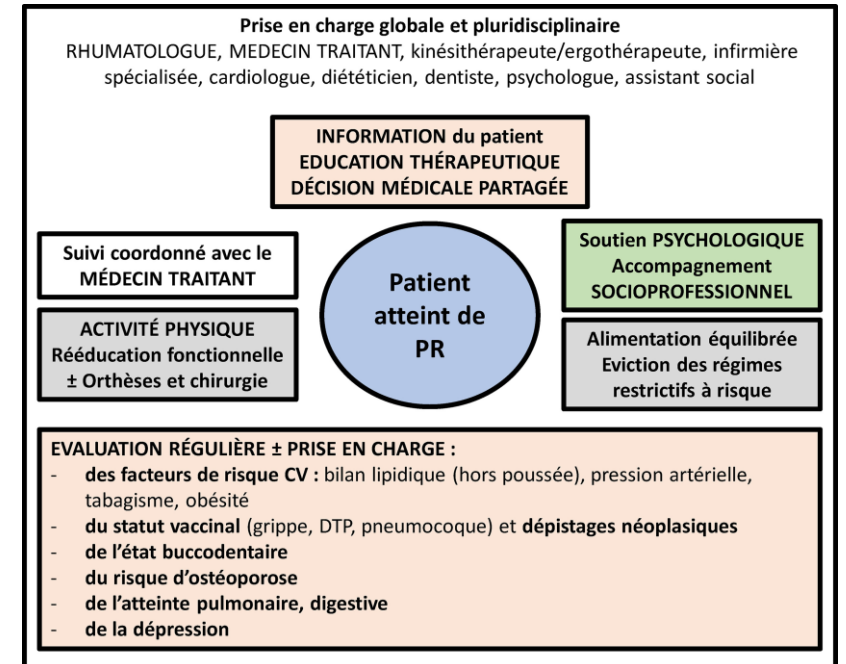 Prise en charge globale et pluridisciplinaire
RHUMATOLOGUE, MEDECIN TRAITANT, kinésithérapeute/ergothérapeute, infirmière
spécialisée, cardiologue, diététicien, dentiste, psychologue, assistant social
INFORMATION du patient
EDUCATION THÉRAPEUTIQUE
DÉCISION MÉDICALE PARTAGÉE
Suivi coordonné avec le
MÉDECIN TRAITANT
ACTIVITÉ PHYSIQUE
Rééducation fonctionnelle
± Orthèses et chirurgie
Patient
atteint de
PR
Soutien PSYCHOLOGIQUE
Accompagnement
SOCIOPROFESSIONNEL
Alimentation équilibrée
Eviction des régimes
restrictifs à risque
EVALUATION RÉGULIÈRE ± PRISE EN CHARGE :
- des facteurs de risque CV : bilan lipidique (hors poussée), pression artérielle,
tabagisme, obésité
- du statut vaccinal (grippe, DTP, pneumocoque) et dépistages néoplasiques
- de l'état buccodentaire
- du risque d'ostéoporose
- de l'atteinte pulmonaire, digestive
- de la dépression